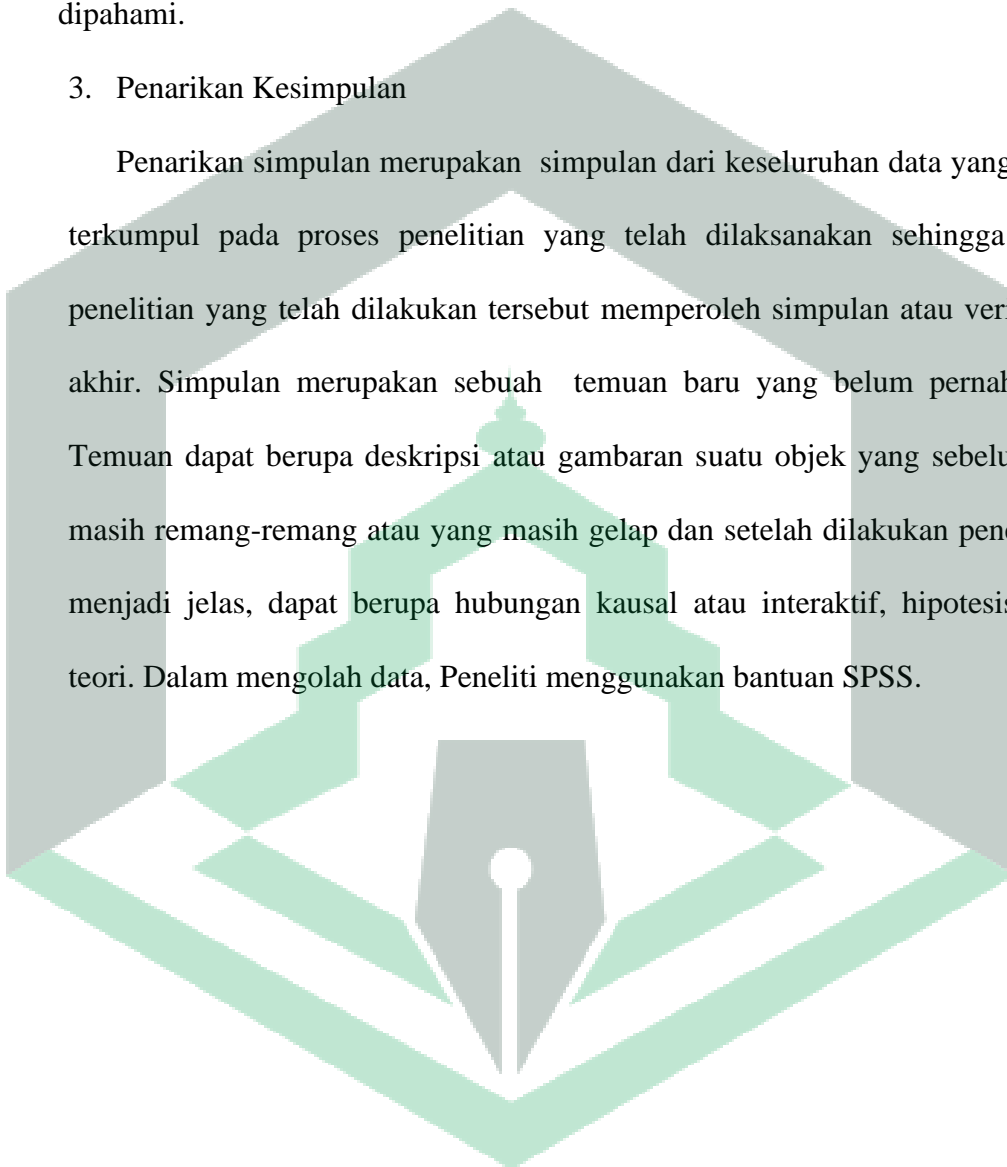 dipahami.
3. Penarikan Kesimpulan
Penarikan simpulan merupakan simpulan dari keseluruhan data yang
terkumpul pada proses penelitian yang telah dilaksanakan sehingga
penelitian yang telah dilakukan tersebut memperoleh simpulan atau
akhir. Simpulan merupakan sebuah temuan baru yang belum pernah
Temuan dapat berupa deskripsi atau gambaran suatu objek yang
masih remang-remang atau yang masih gelap dan setelah dilakukan
menjadi jelas, dapat berupa hubungan kausal atau interaktif, hipotesis
teori. Dalam mengolah data, Peneliti menggunakan bantuan SPSS.